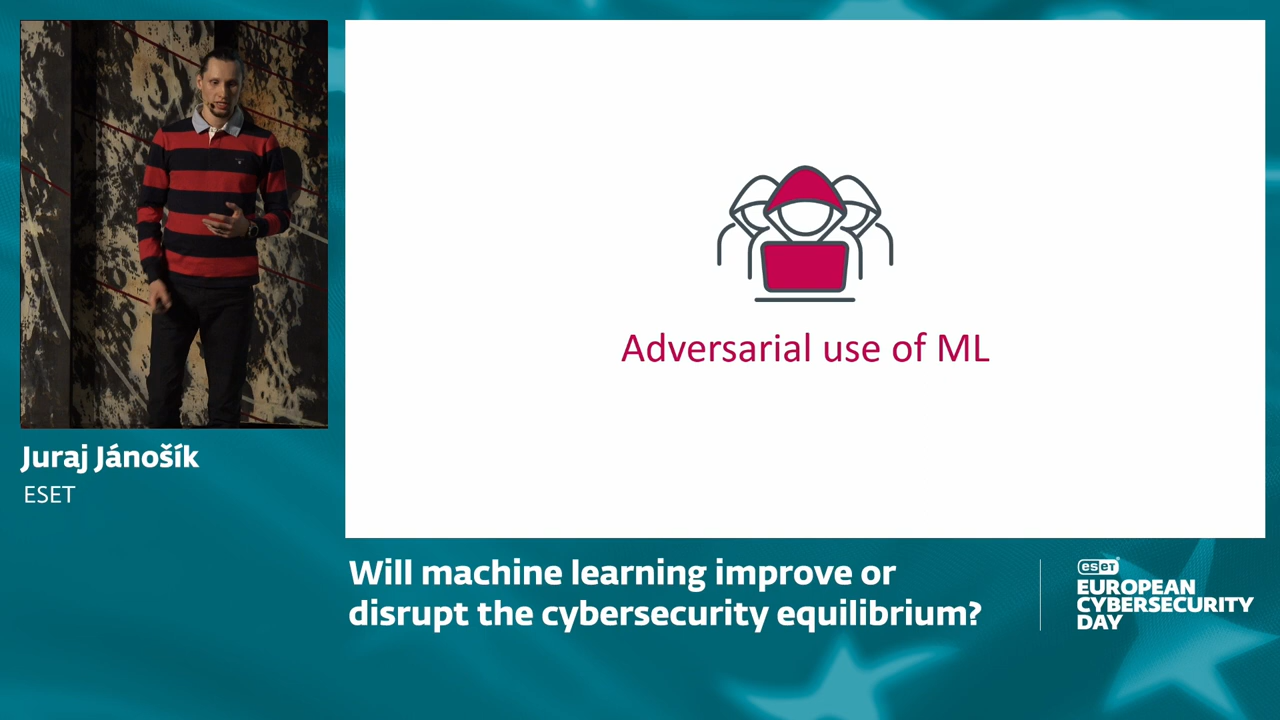 Adversarial use of ML
Juraj Jánošík
ESET
Will machine learning improve or
disrupt the cybersecurity equilibrium?
eset
EUROPEAN
CYBERSECURITY
DAY